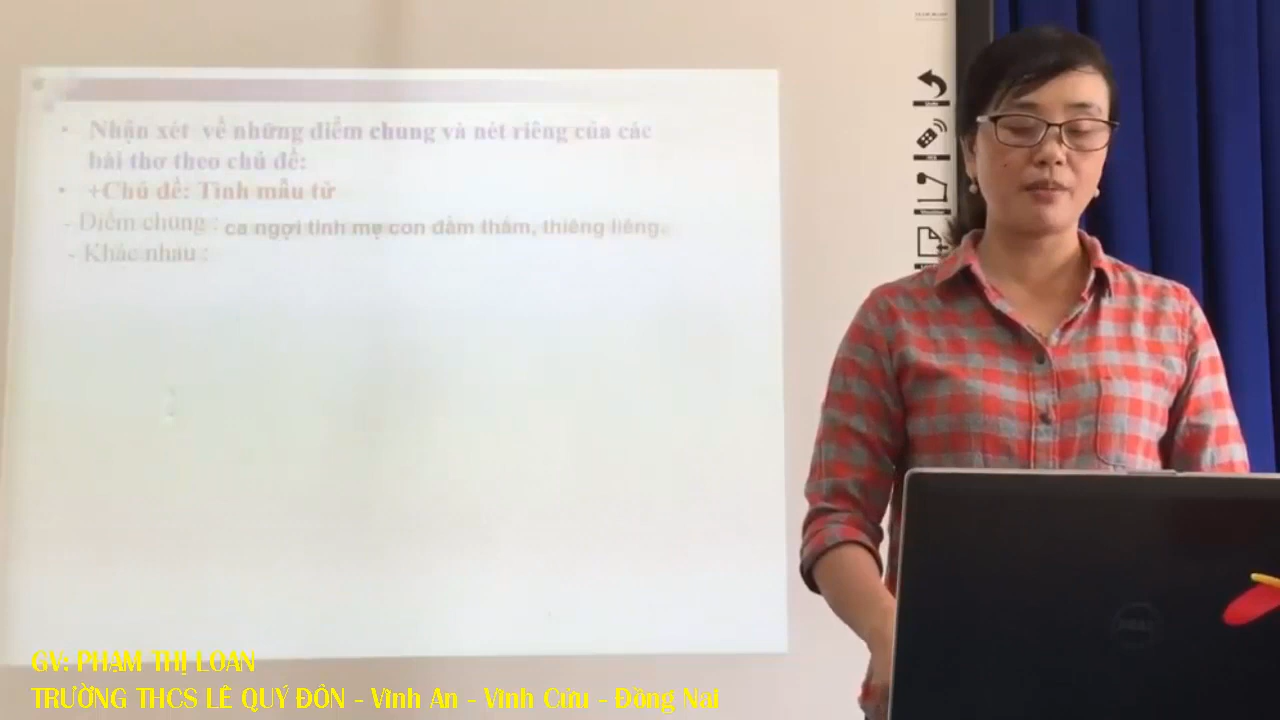 Nhận xét về những điểm chung và nét riêng của các
bài thơ theo chủ đề:
+Chủ đề: Tình mẫu tử
- Điểm chung : ca ngợi tình mẹ con đằm thắm, thiêng liêng.
- Khác nhau :
GV: PHẠM THỊ LOAN
TRƯỜNG THCS LÊ QUÝ ĐÔN - Vĩnh An - Vĩnh Cửu - Đồng Nai
DELL